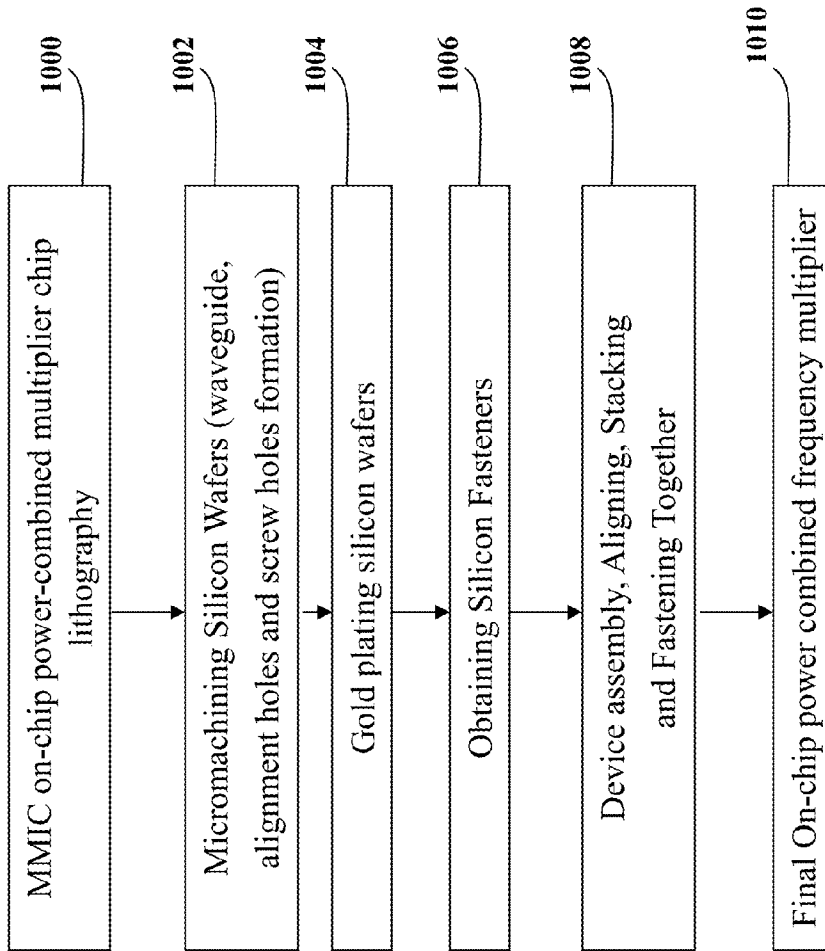 1000
MMIC on-chip power-combined multiplier chip
lithography
1002
Micromachining Silicon Wafers (waveguide,
alignment holes and screw holes formation)
1004
Gold plating silicon wafers
1006
Obtaining Silicon Fasteners
1008
Device assembly, Aligning, Stacking
and Fastening Together
1010
Final On-chip power combined frequency multiplier